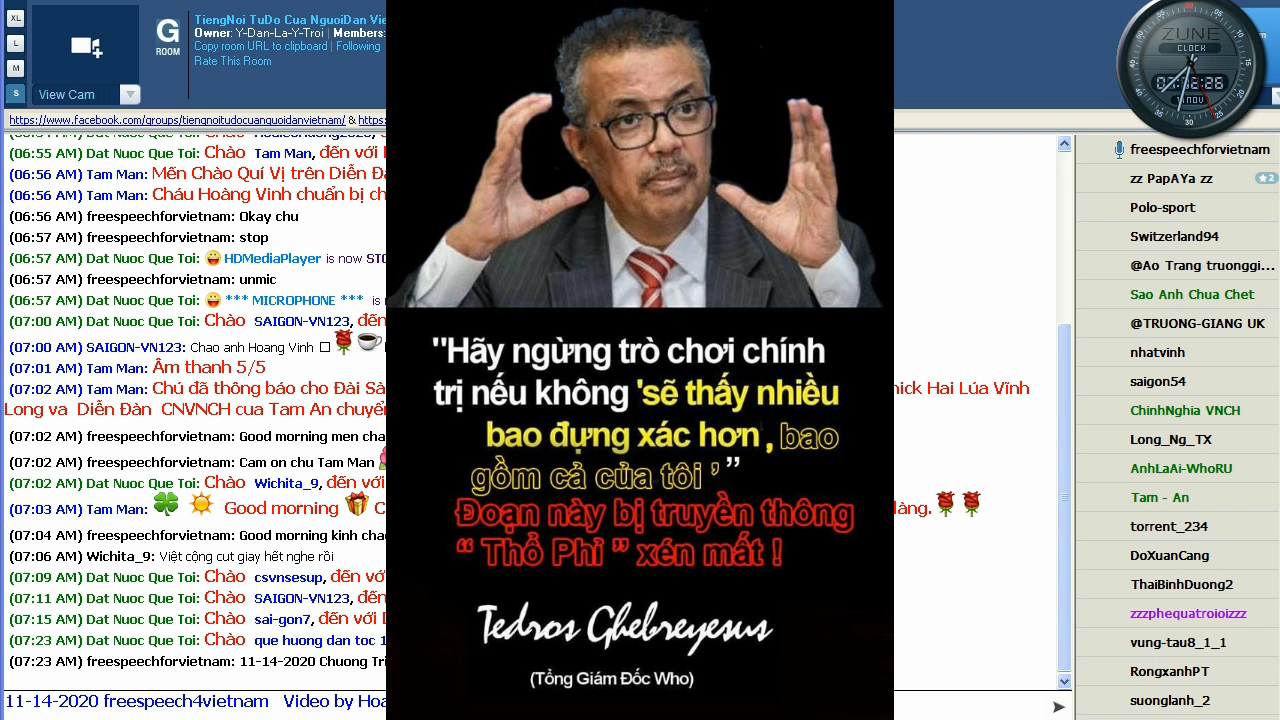 XL
L
M
S
View Cam
G
ROOM
TiengNoi TuDo Cua NguoiDan Vie
Owner: Y-Dan-La-Y-Troi | Members:
Copy room URL to clipboard | Following
Rate This Room
ZUNE
CLOCK
14 NOV
https://www.facebook.com/groups/tiengnoitudocuanguoidanvietnam/ & https:
(06:55 AM) Dat Nuoc Que Toi: Chào Tam Man, đến với
(06:56 AM) Tam Man: Mến Chào Quí Vị trên Diễn Đà
(06:56 AM) Tam Man: Cháu Hoàng Vinh chuẩn bị ch
(06:56 AM) freespeechforvietnam: Okay chu
(06:57 AM) freespeechforvietnam: stop
(06:57 AM) Dat Nuoc Que Toi: 😀 HDMediaPlayer is now STO
(06:57 AM) freespeechforvietnam: unmic
(06:57 AM) Dat Nuoc Que Toi: 😀 *** MICROPHONE *** is
(07:00 AM) Dat Nuoc Que Toi: Chào SAIGON-VN123, đến
(07:00 AM) SAIGON-VN123: Chao anh Hoang Vinh □ 🌹☕
(07:01 AM) Tam Man: Âm thanh 5/5
(07:02 AM) Tam Man: Chú đã thông báo cho Đài Sà nick Hai Lúa Vĩnh
Long va Diễn Đàn CNVNCH cua Tam An chuyển
(07:02 AM) freespeechforvietnam: Good morning men cha
(07:02 AM) freespeechforvietnam: Cam on chu Tam Man
(07:02 AM) Dat Nuoc Que Toi: Chào Wichita_9, đến với
(07:03 AM) Tam Man: 🍀 ☀ Good morning 🎁 C làng.🌹🌹
(07:04 AM) freespeechforvietnam: Good morning kinh chao
(07:06 AM) Wichita_9: Việt cộng cut giay hết nghe rồi
(07:09 AM) Dat Nuoc Que Toi: Chào csvnsesup, đến với
(07:11 AM) Dat Nuoc Que Toi: Chào SAIGON-VN123, đến
(07:15 AM) Dat Nuoc Que Toi: Chào sai-gon7, đến với
(07:23 AM) Dat Nuoc Que Toi: Chào que huong dan toc 1
(07:23 AM) freespeechforvietnam: 11-14-2020 Chuong Tri
11-14-2020 freespeech4vietnam Video by Hoa
"Hãy ngừng trò chơi chính
trị nếu không 'sẽ thấy nhiều
bao đựng xác hơn , bao
gồm cả của tôi ' ”
Đoạn này bị truyền thông
“ Thổ Phỉ ” xén mất !
Tedros Ghebreyesus
(Tổng Giám Đốc Who)
freespeechforvietnam
zz PapAYa zz
2
Polo-sport
Switzerland94
@Ao Trang truonggi...
Sao Anh Chua Chet
@TRUONG-GIANG UK
nhatvinh
saigon54
ChinhNghia VNCH
Long_Ng_TX
AnhLaAi-WhoRU
Tam - An
torrent_234
DoXuanCang
ThaiBinhDuong2
zzzphequatroioizzz
vung-tau8_1_1
RongxanhPT
suonglanh_2